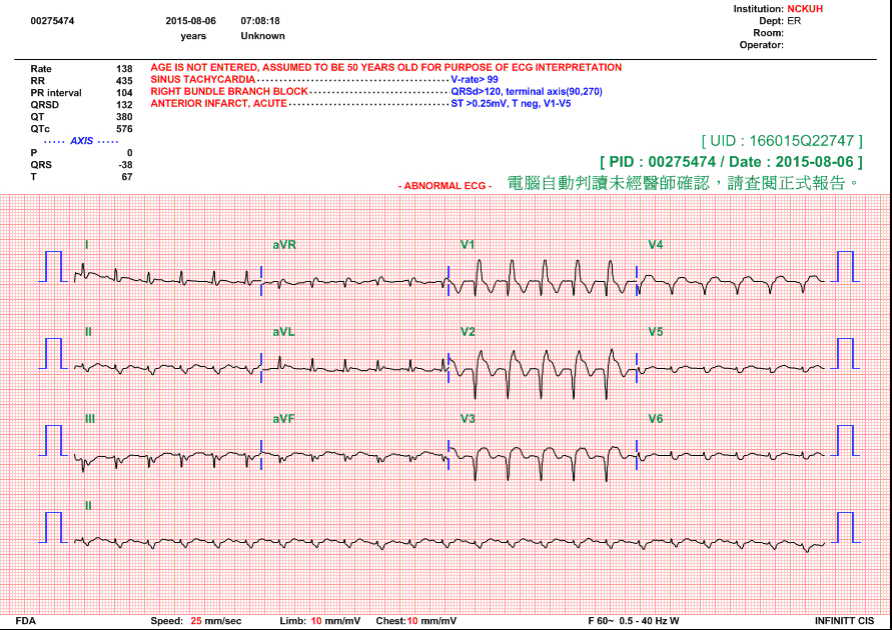 Institution: NCKUH
00275474 2015-08-06 07:08:18 Dept: ER
years Unknown Room:
Operator:
Rate 138 AGE IS NOT ENTERED, ASSUMED TO BE 50 YEARS OLD FOR PURPOSE OF ECG INTERPRETATION
RR 435 SINUS TACHYCARDIA - - - - - - - - - - - - - - - - - - - - V-rate> 99
PR interval 104 RIGHT BUNDLE BRANCH BLOCK - - - - - - - - - - - - - - - QRSd>120, terminal axis(90,270)
QRSD 132 ANTERIOR INFARCT, ACUTE - - - - - - - - - - - - - - - - - ST >0.25mV, T neg, V1-V5
QT 380
QTc 576
····· AXIS ·····
[ UID : 166015Q22747 ]
P 0
QRS -38 [ PID : 00275474 / Date : 2015-08-06 ]
T 67
- ABNORMAL ECG - 電腦自動判讀未經醫師確認，請查閱正式報告。
I aVR V1 V4
II aVL V2 V5
III aVF V3 V6
II
FDA Speed: 25 mm/sec Limb: 10 mm/mV Chest: 10 mm/mV F 60~ 0.5 - 40 Hz W INFINITT CIS